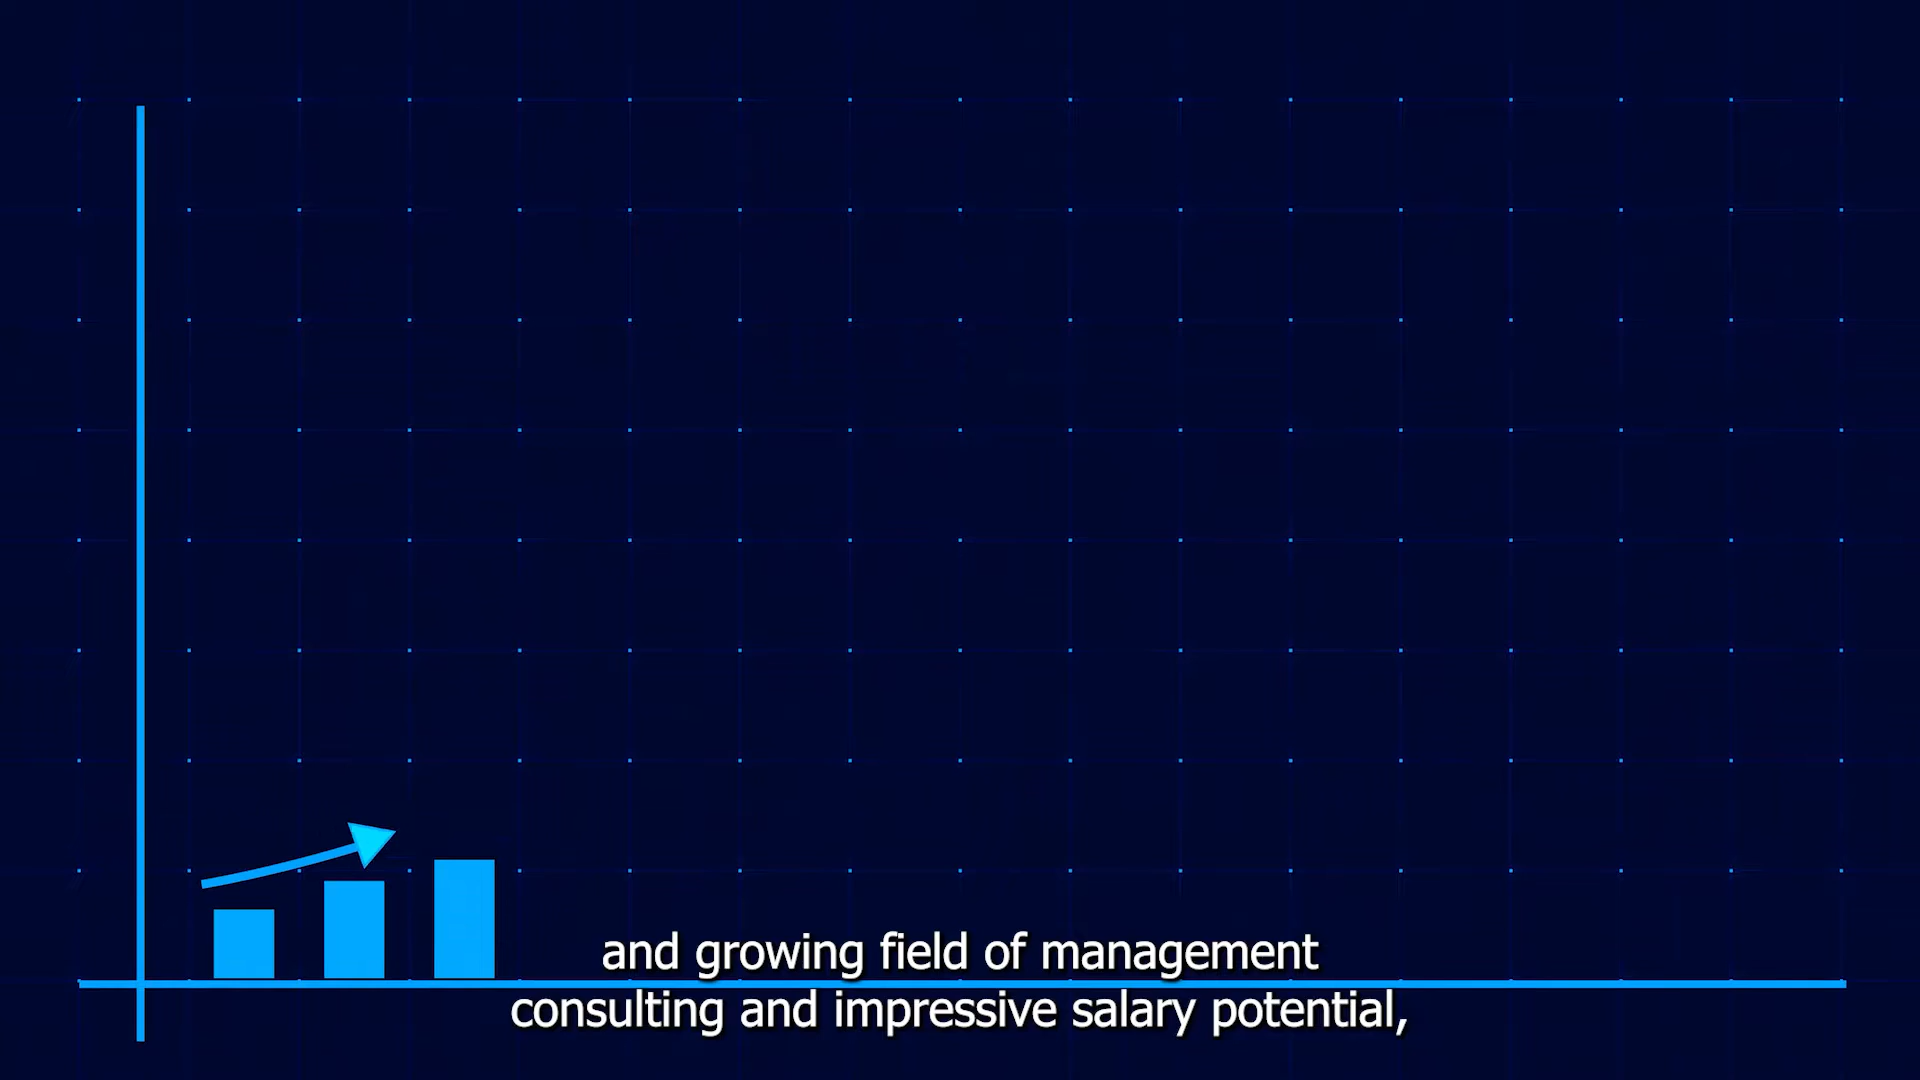 and growing field of management
consulting and impressive salary potential,